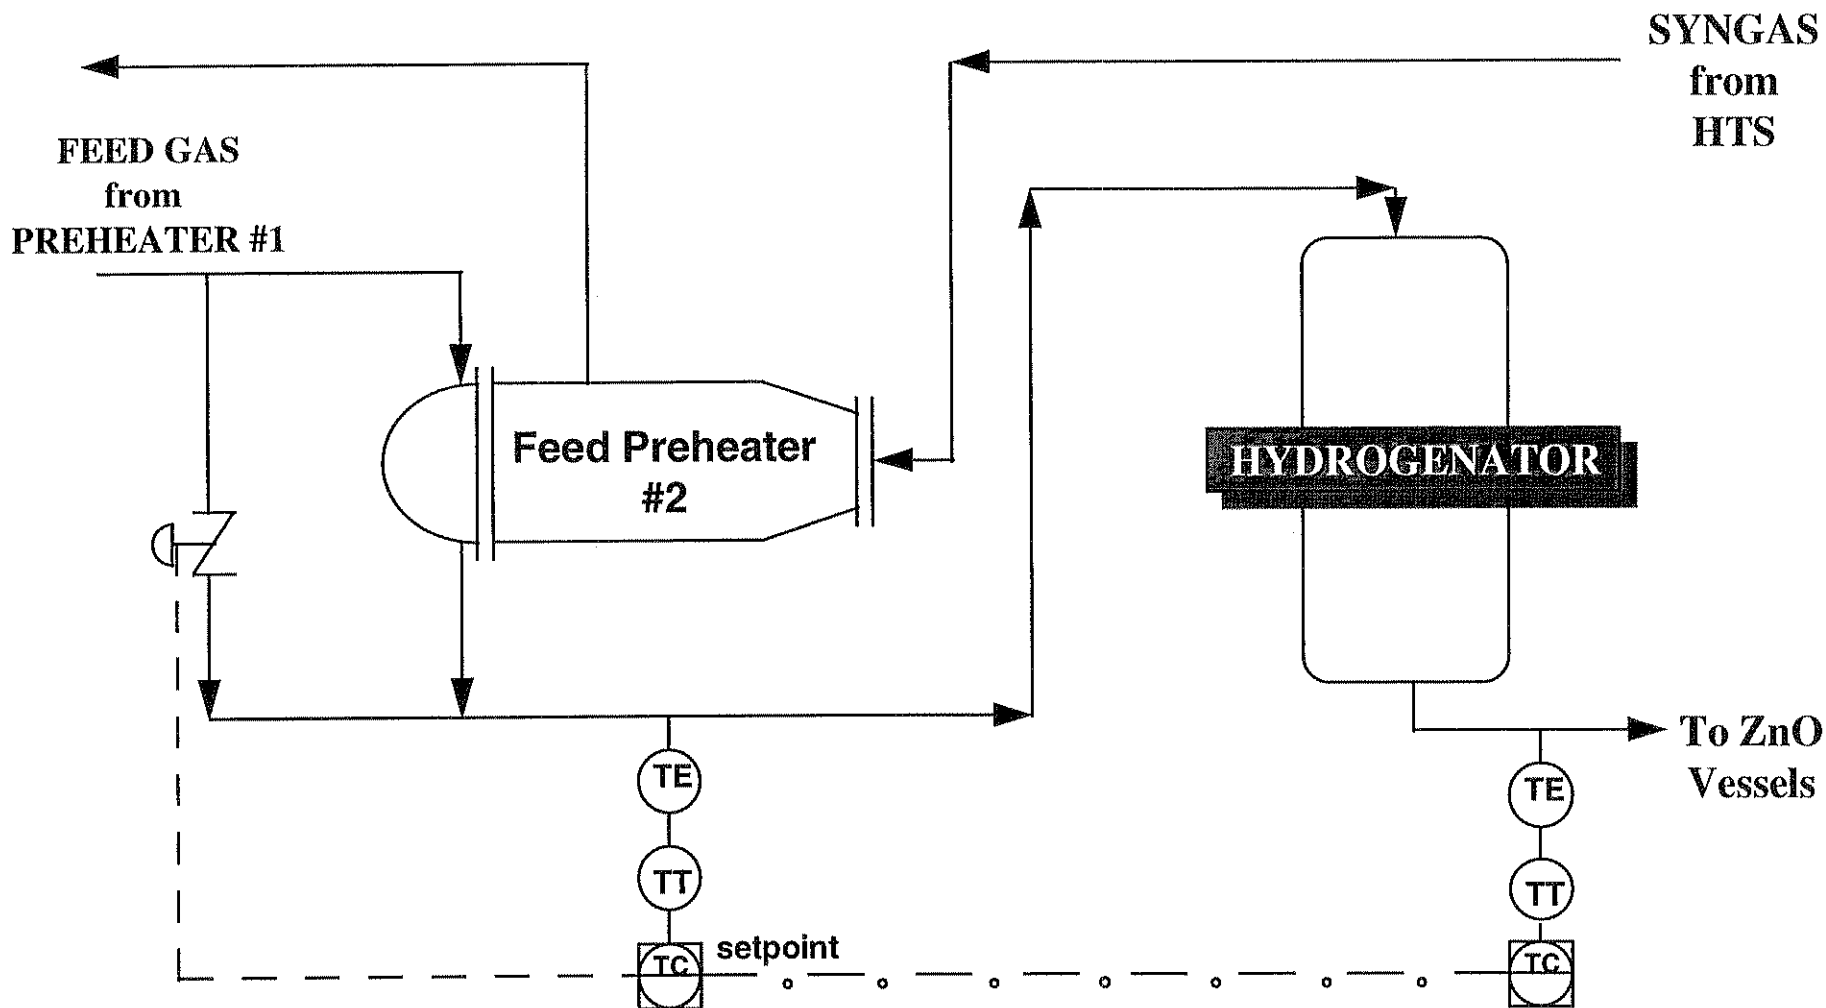 SYNGAS
from
HTS
FEED GAS
from
PREHEATER #1
Feed Preheater
#2
HYDROGENATOR
To ZnO
Vessels
TE
TE
TT
TT
setpoint
TC
TC